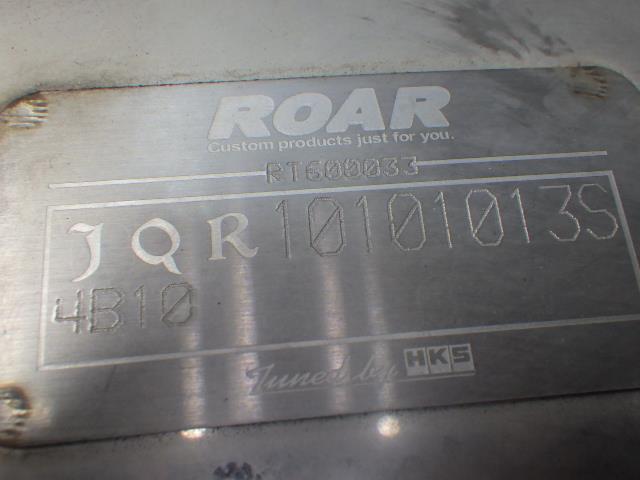 ROAR
Custom products just for you.
RT600033
JQR10101013S
4B10
Tuned by HKS